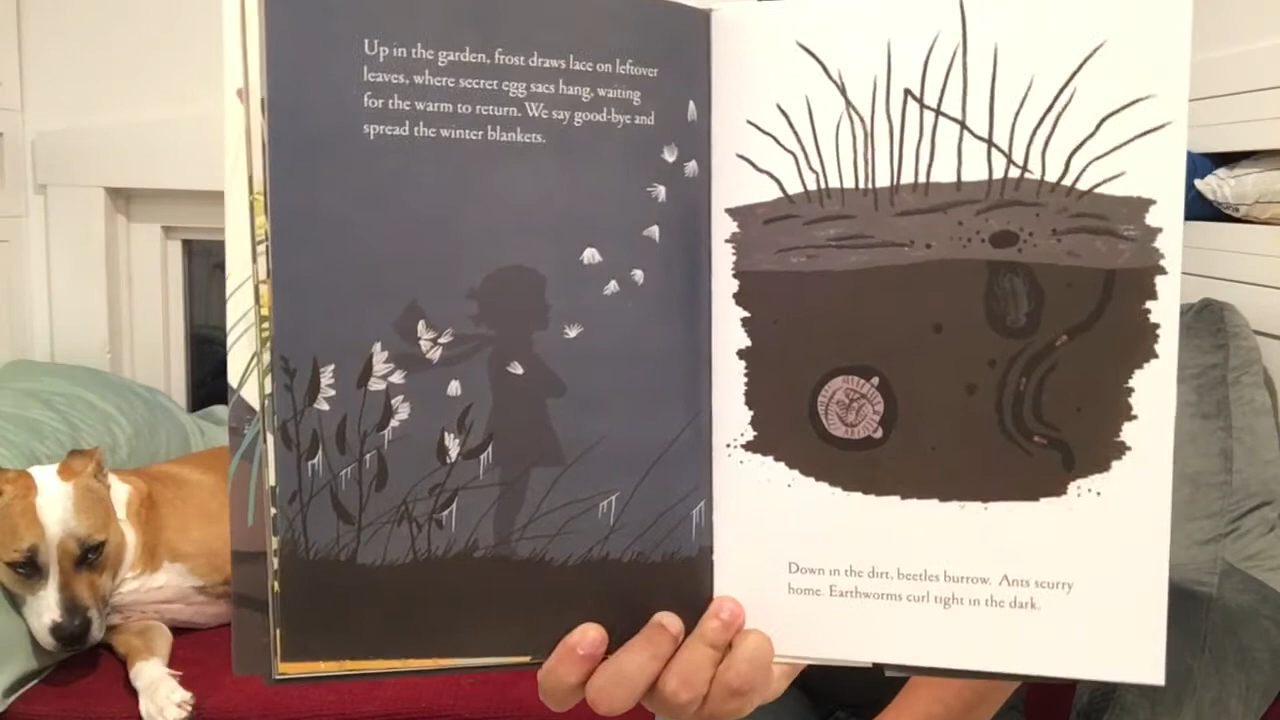 Up in the garden, frost draws lace on leftover
leaves, where secret egg sacs hang, waiting
for the warm to return. We say good-bye and
spread the winter blankets.
Down in the dirt, beetles burrow. Ants scurry
home. Earthworms curl tight in the dark.